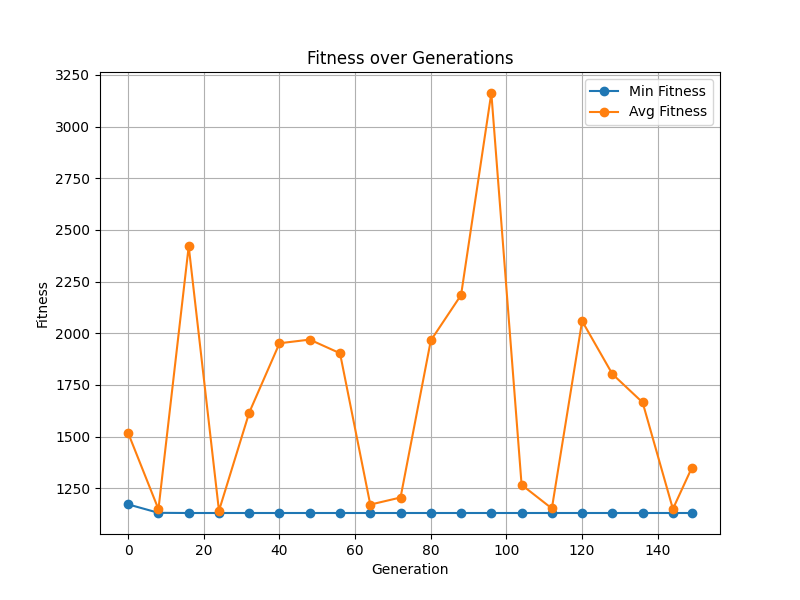 Fitness over Generations
Min Fitness
Avg Fitness
Fitness
3250
3000
2750
2500
2250
2000
1750
1500
1250
0 20 40 60 80 100 120 140
Generation